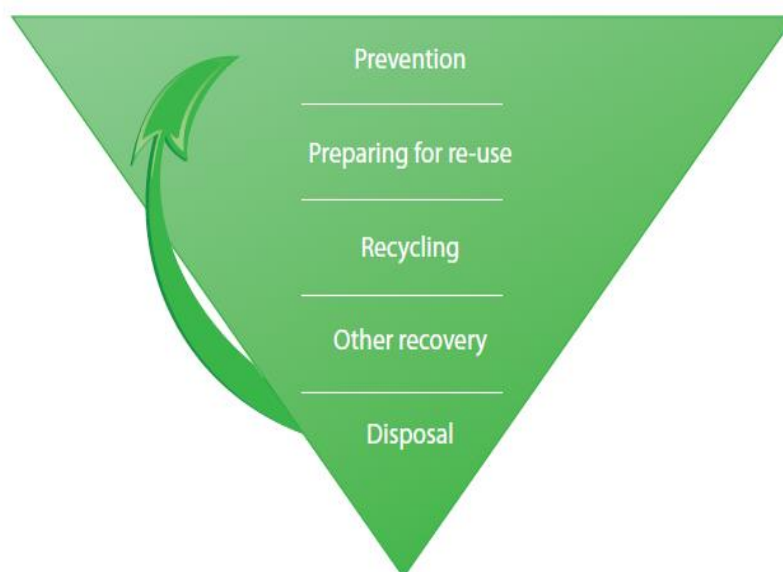 Prevention
Preparing for re-use
Recycling
Other recovery
Disposal